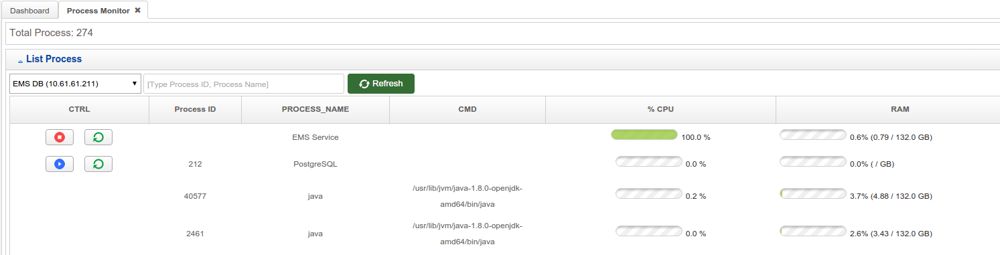 Dashboard Process Monitor ✖
Total Process: 274
List Process
EMS DB (10.61.61.211) [Type Process ID, Process Name] Refresh
CTRL Process ID PROCESS_NAME CMD % CPU RAM
EMS Service 100.0 % 0.6% (0.79 / 132.0 GB)
212 PostgreSQL 0.0 % 0.0% ( / GB)
40577 java /usr/lib/jvm/java-1.8.0-openjdk-
amd64/bin/java 0.2 % 3.7% (4.88 / 132.0 GB)
2461 java /usr/lib/jvm/java-1.8.0-openjdk-
amd64/bin/java 0.0 % 2.6% (3.43 / 132.0 GB)